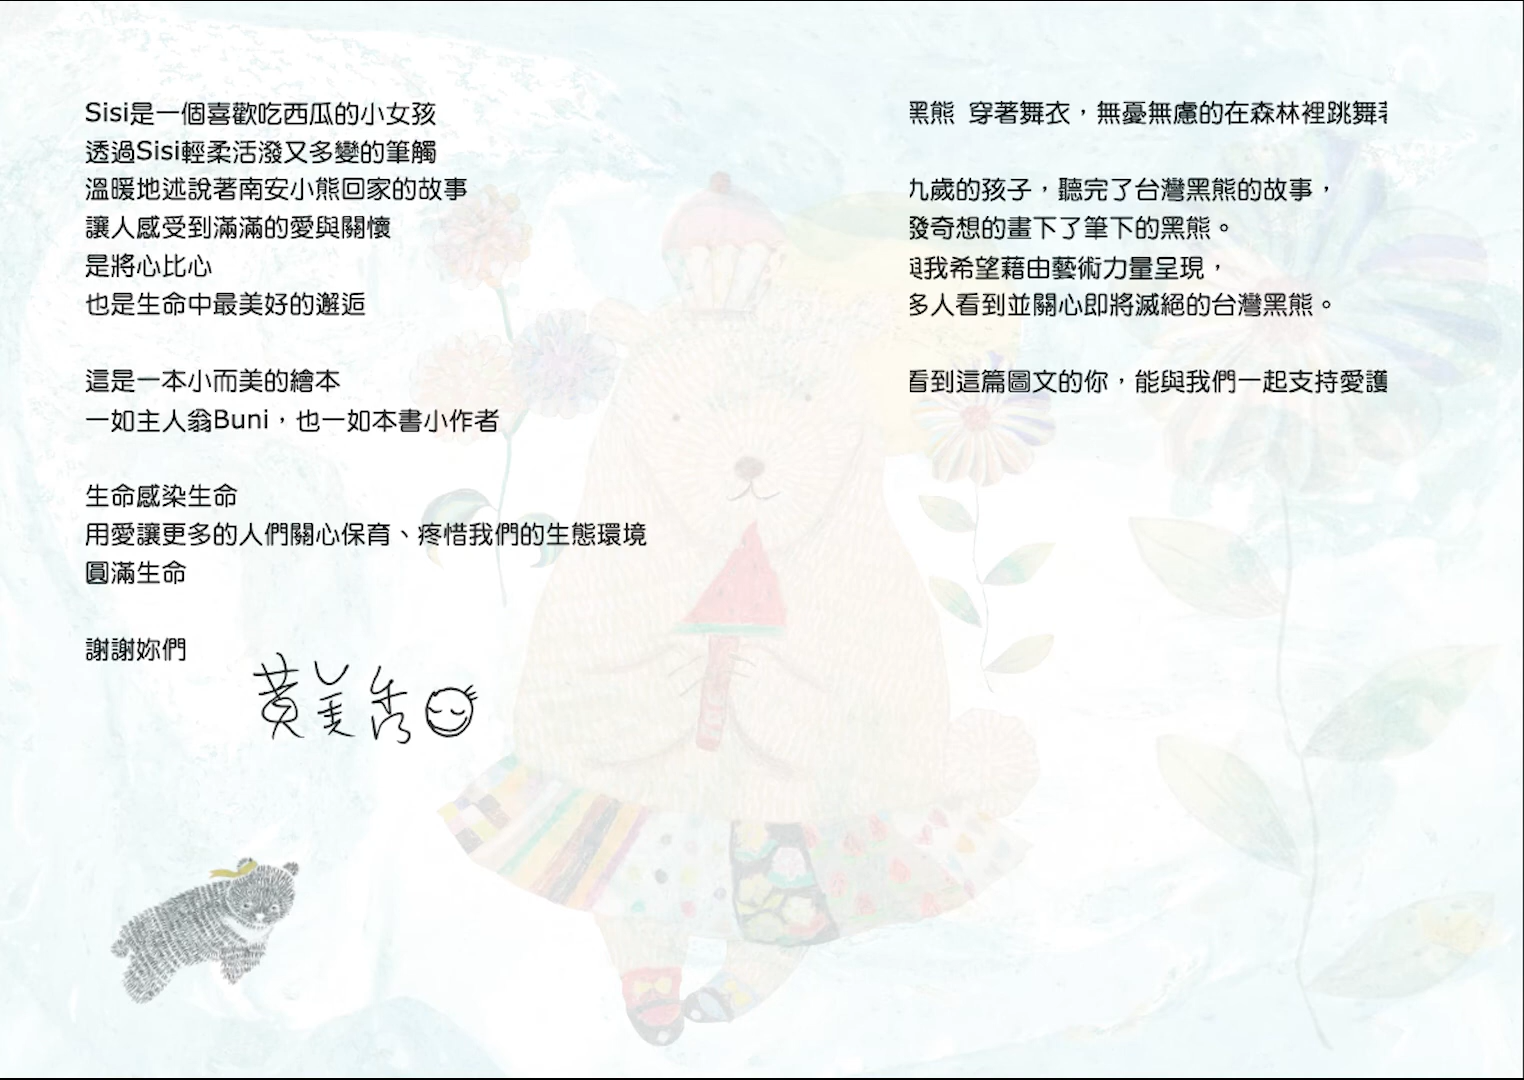 Sisi是一個喜歡吃西瓜的小女孩
透過Sisi輕柔活潑又多變的筆觸
溫暖地述說著南安小熊回家的故事
讓人感受到滿滿的愛與關懷
是將心比心
也是生命中最美好的邂逅
這是一本小而美的繪本
一如主人翁Buni，也一如本書小作者
生命感染生命
用愛讓更多的人們關心保育、疼惜我們的生態環境
圓滿生命
謝謝妳們
黃美秀
黑熊 穿著舞衣，無憂無慮的在森林裡跳舞著
九歲的孩子，聽完了台灣黑熊的故事，
發奇想的畫下了筆下的黑熊。
與我希望藉由藝術力量呈現，
多人看到並關心即將滅絕的台灣黑熊。
看到這篇圖文的你，能與我們一起支持愛護